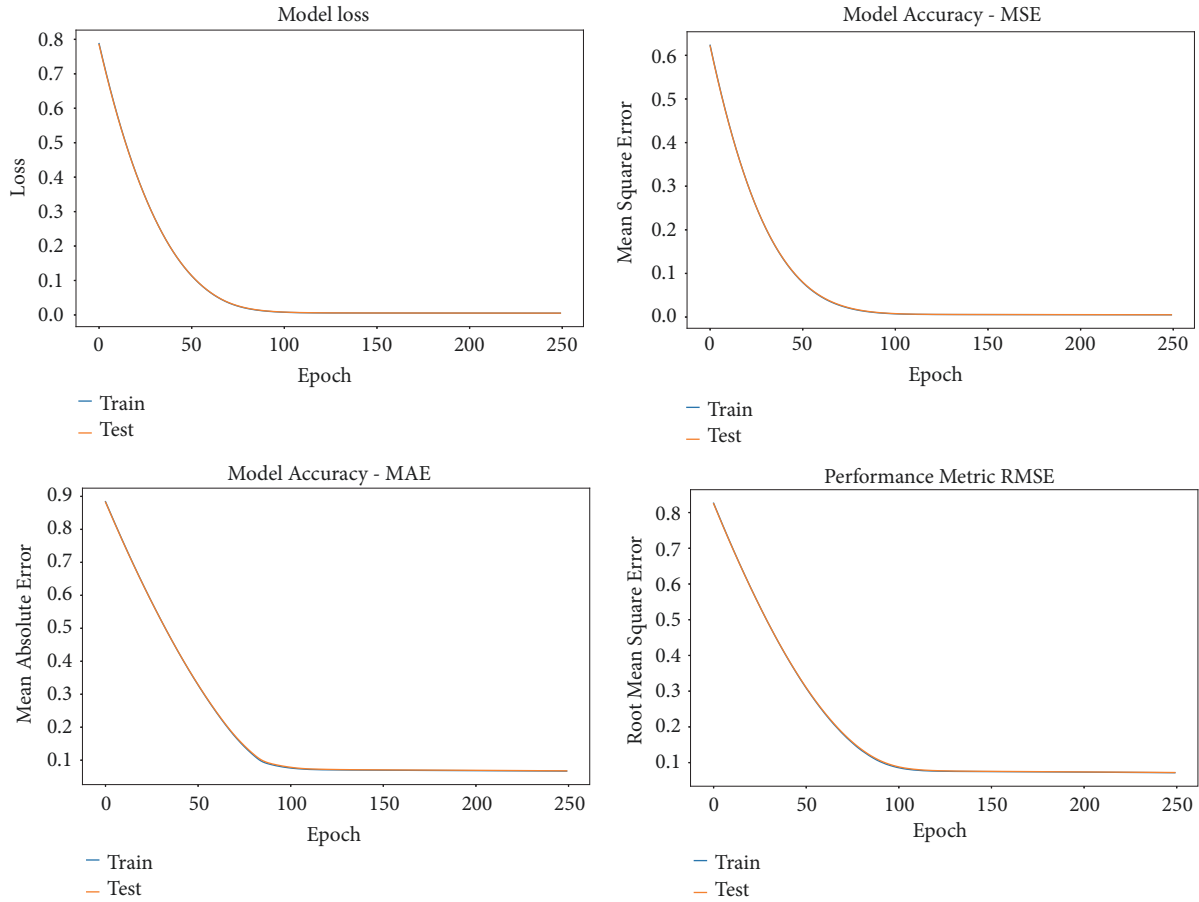 Model loss
0.8
0.7
0.6
0.5
0.4
0.3
0.2
0.1
0.0
Loss
0 50 100 150 200 250
Epoch
Train
Test
Model Accuracy - MSE
0.6
0.5
0.4
0.3
0.2
0.1
0.0
Mean Square Error
0 50 100 150 200 250
Epoch
Train
Test
Model Accuracy - MAE
0.9
0.8
0.7
0.6
0.5
0.4
0.3
0.2
0.1
Mean Absolute Error
0 50 100 150 200 250
Epoch
Train
Test
Performance Metric RMSE
0.8
0.7
0.6
0.5
0.4
0.3
0.2
0.1
Root Mean Square Error
0 50 100 150 200 250
Epoch
Train
Test